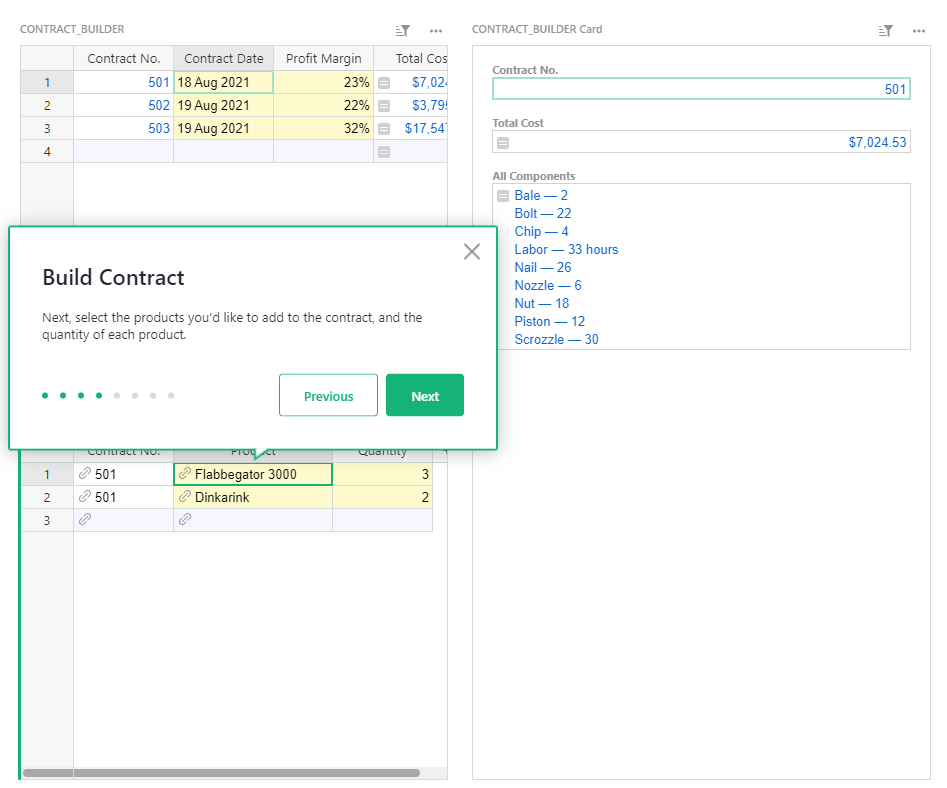 CONTRACT_BUILDER
Contract No. Contract Date Profit Margin Total Cos
1 501 18 Aug 2021 23% $7,024
2 502 19 Aug 2021 22% $3,795
3 503 19 Aug 2021 32% $17,547
4
CONTRACT_BUILDER Card
Contract No.
501
Total Cost
$7,024.53
All Components
Bale — 2
Bolt — 22
Chip — 4
Labor — 33 hours
Nail — 26
Nozzle — 6
Nut — 18
Piston — 12
Scrozzle — 30
Build Contract
Next, select the products you'd like to add to the contract, and the
quantity of each product.
Previous Next
Contract No. Product Quantity
1 501 Flabbegator 3000 3
2 501 Dinkarink 2
3